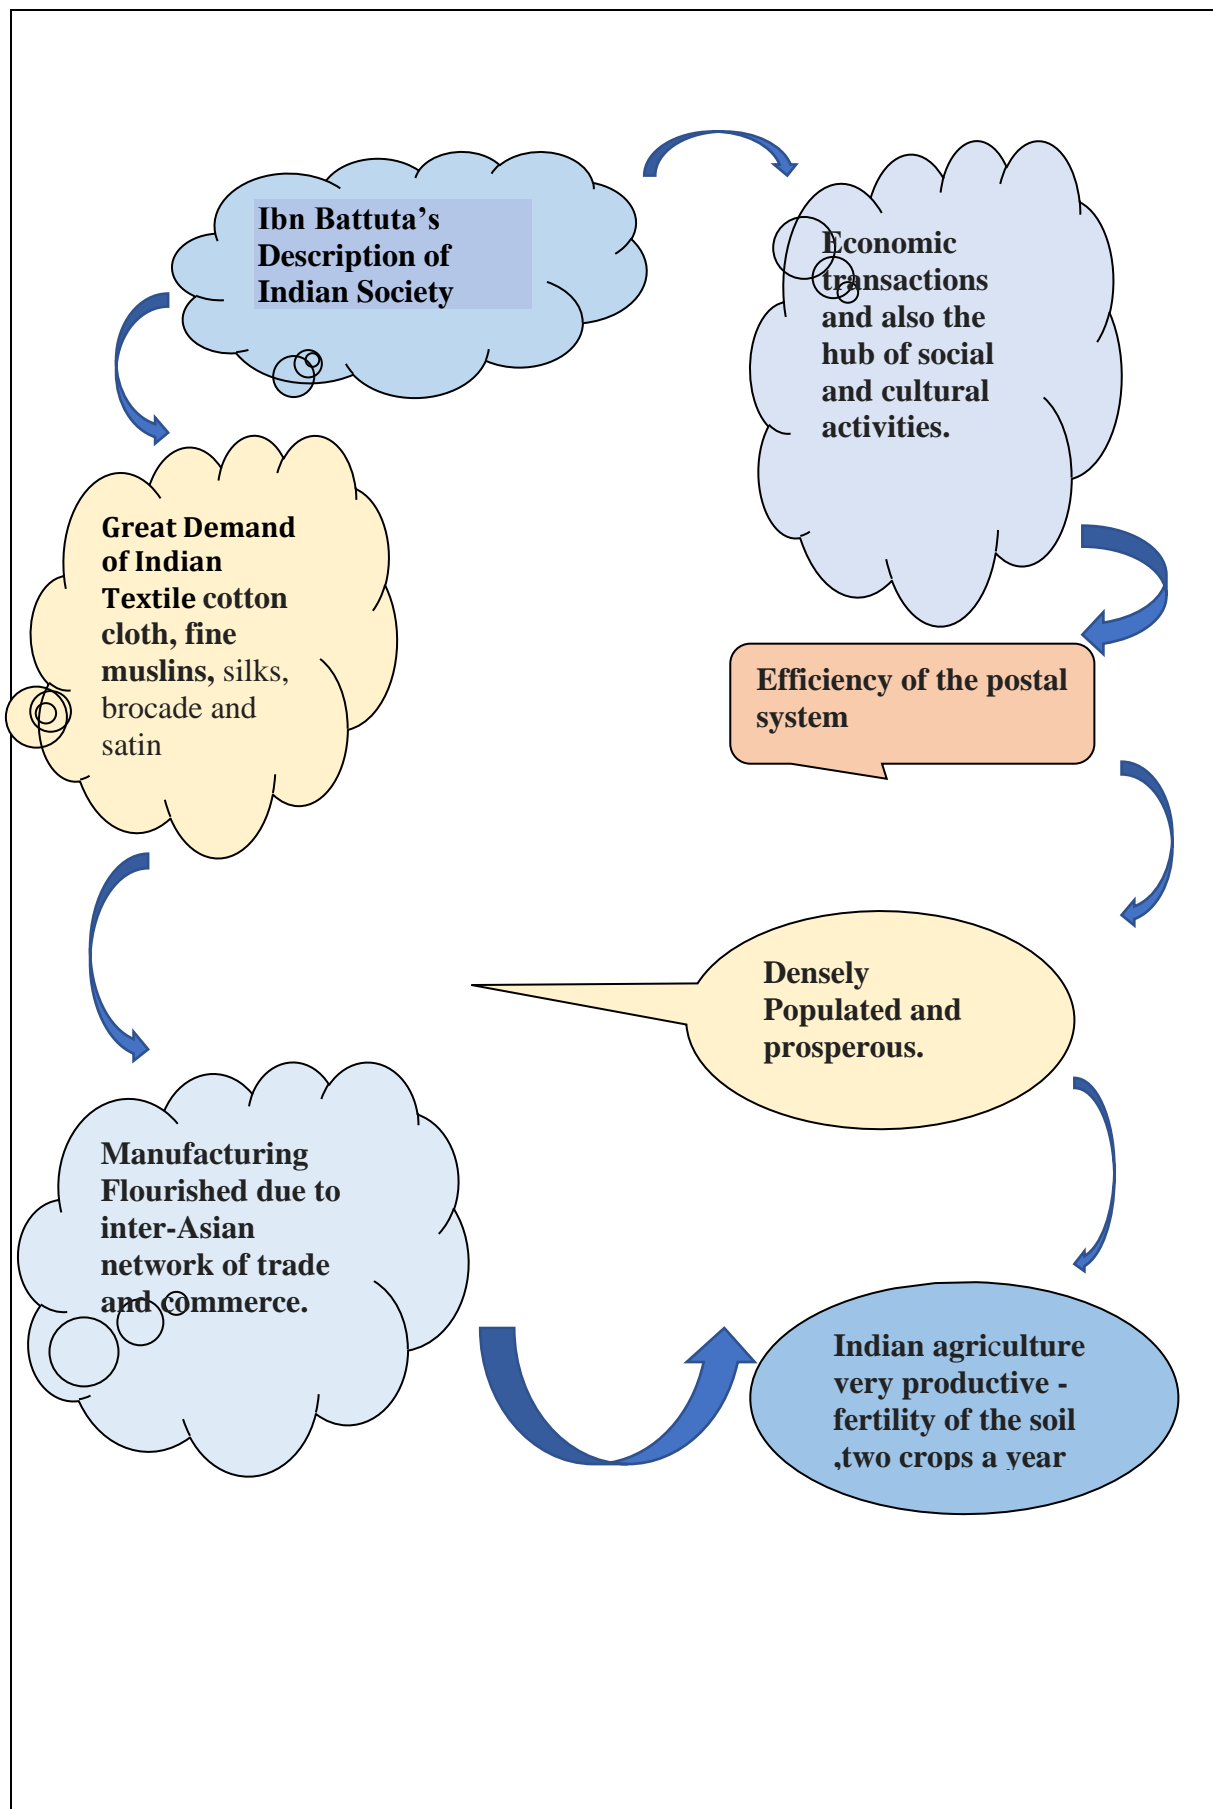 Ibn Battuta’s
Description of
Indian Society
Economic
transactions
and also the
hub of social
and cultural
activities.
Great Demand
of Indian
Textile cotton
cloth, fine
muslins, silks,
brocade and
satin
Efficiency of the postal
system
Densely
Populated and
prosperous.
Manufacturing
Flourished due to
inter-Asian
network of trade
and commerce.
Indian agriculture
very productive -
fertility of the soil
,two crops a year